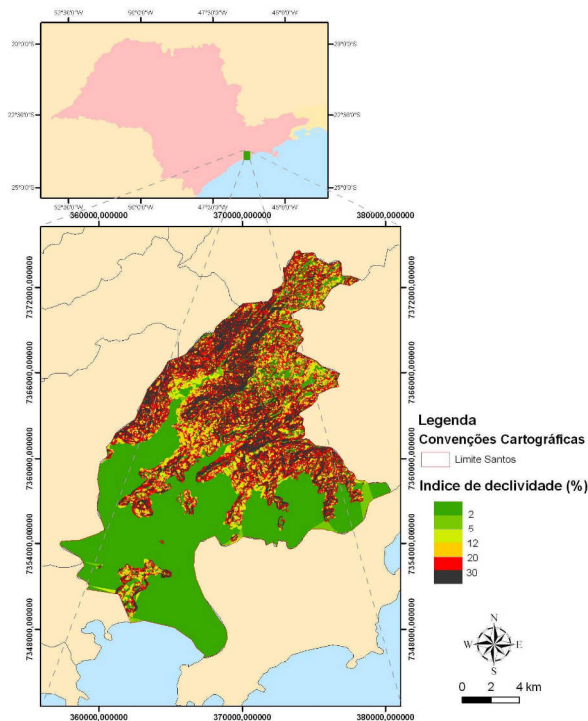 52°30'0"W 50°0'0"W 47°30'0"W 45°0'0"W
20°0'0"S 20°0'0"S
22°30'0"S 22°30'0"S
25°0'0"S 25°0'0"S
52°30'0"W 50°0'0"W 47°30'0"W 45°0'0"W
360000,000000 370000,000000 380000,000000
7372000,000000 7372000,000000
7366000,000000 7366000,000000
7360000,000000 7360000,000000
7354000,000000 7354000,000000
7348000,000000 7348000,000000
360000,000000 370000,000000 380000,000000
Legenda
Convenções Cartográficas
Limite Santos
Indice de declividade (%)
2
5
12
20
30
N
W E
S
0 2 4 km